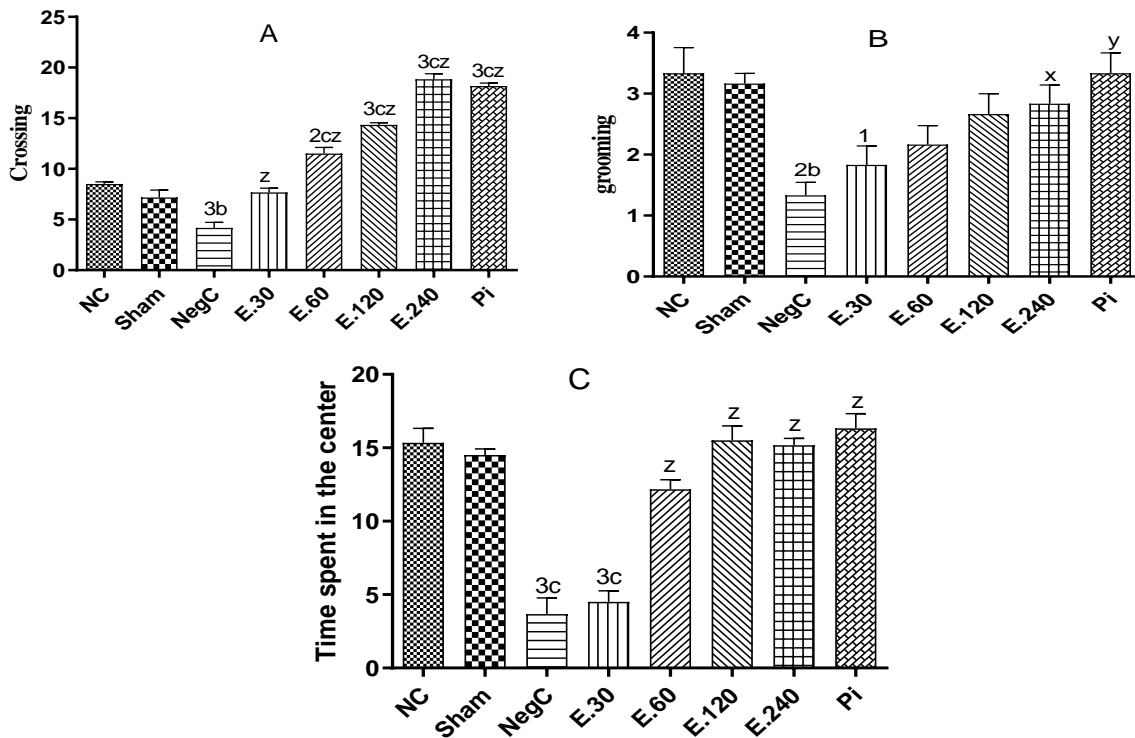 A
Crossing
25
20
15
10
5
0
3b
z
2cz
3cz
3cz
3cz
NC
Sham
NegC
E.30
E.60
E.120
E.240
Pi
B
grooming
4
3
2
1
0
2b
1
x
y
NC
Sham
NegC
E.30
E.60
E.120
E.240
Pi
C
Time spent in the center
20
15
10
5
0
3c
3c
z
z
z
z
NC
Sham
NegC
E.30
E.60
E.120
E.240
Pi